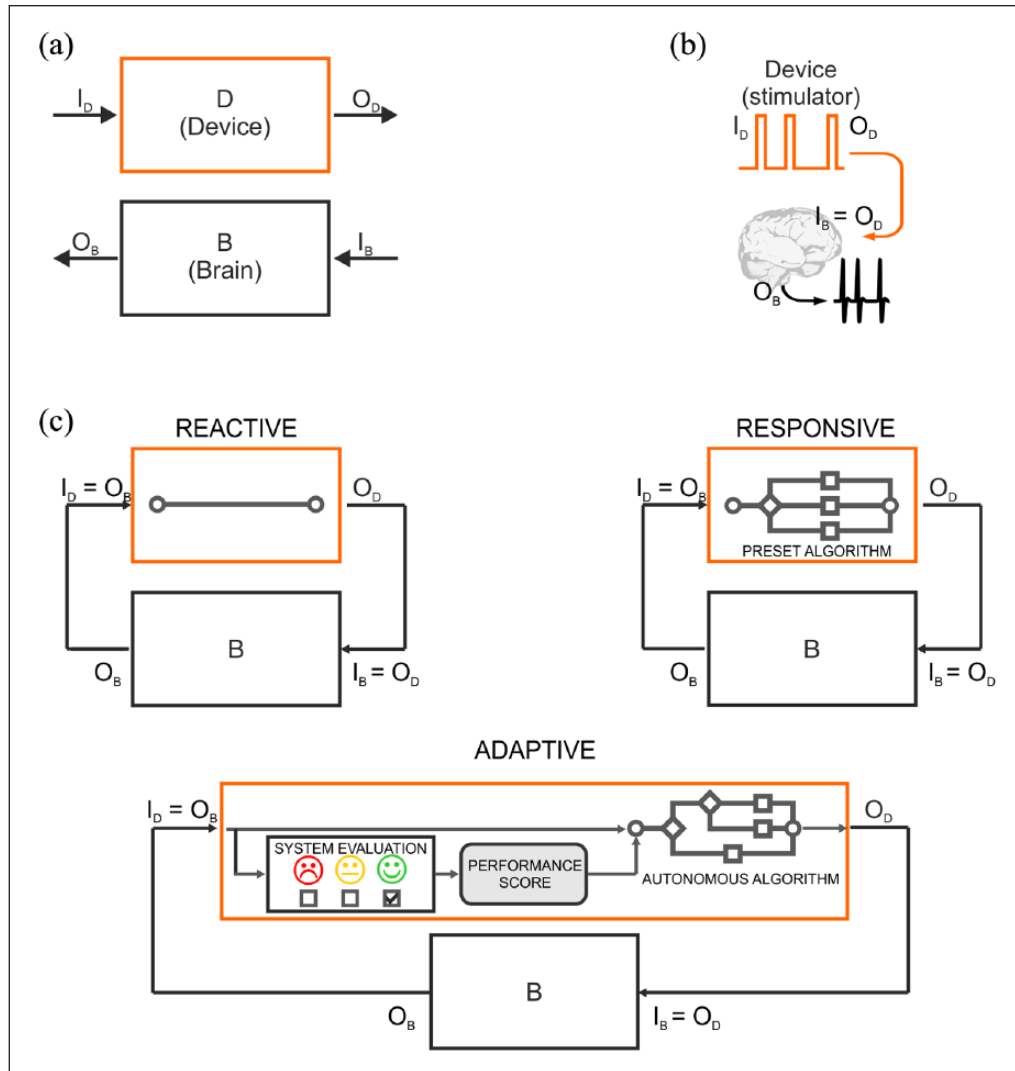 (a)
I_D
D
(Device)
O_D
O_B
B
(Brain)
I_B
(b)
Device
(stimulator)
I_D
O_D
I_B = O_D
O_B
(c)
REACTIVE
I_D = O_B
O_D
B
O_B
I_B = O_D
RESPONSIVE
I_D = O_B
O_D
PRESET ALGORITHM
B
O_B
I_B = O_D
ADAPTIVE
I_D = O_B
O_D
SYSTEM EVALUATION
PERFORMANCE
SCORE
AUTONOMOUS ALGORITHM
B
O_B
I_B = O_D